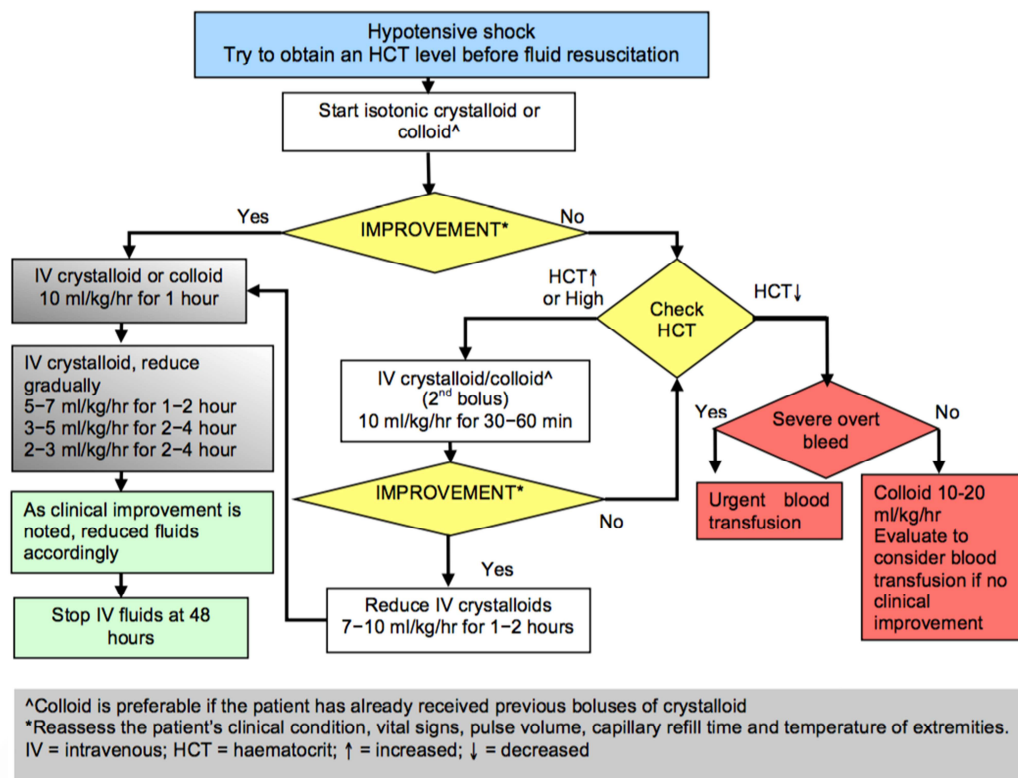 Hypotensive shock
Try to obtain an HCT level before fluid resuscitation
Start isotonic crystalloid or
colloid^
IMPROVEMENT*
Yes
No
IV crystalloid or colloid
10 ml/kg/hr for 1 hour
HCT↑
or High
Check
HCT
HCT↓
IV crystalloid, reduce
gradually
5−7 ml/kg/hr for 1−2 hour
3−5 ml/kg/hr for 2−4 hour
2−3 ml/kg/hr for 2−4 hour
IV crystalloid/colloid^
(2nd bolus)
10 ml/kg/hr for 30−60 min
Yes
Severe overt
bleed
No
IMPROVEMENT*
No
Yes
Urgent blood
transfusion
Colloid 10-20
ml/kg/hr
Evaluate to
consider blood
transfusion if no
clinical
improvement
As clinical improvement is
noted, reduced fluids
accordingly
Stop IV fluids at 48
hours
Reduce IV crystalloids
7−10 ml/kg/hr for 1−2 hours
^Colloid is preferable if the patient has already received previous boluses of crystalloid
*Reassess the patient's clinical condition, vital signs, pulse volume, capillary refill time and temperature of extremities.
IV = intravenous; HCT = haematocrit; ↑ = increased; ↓ = decreased